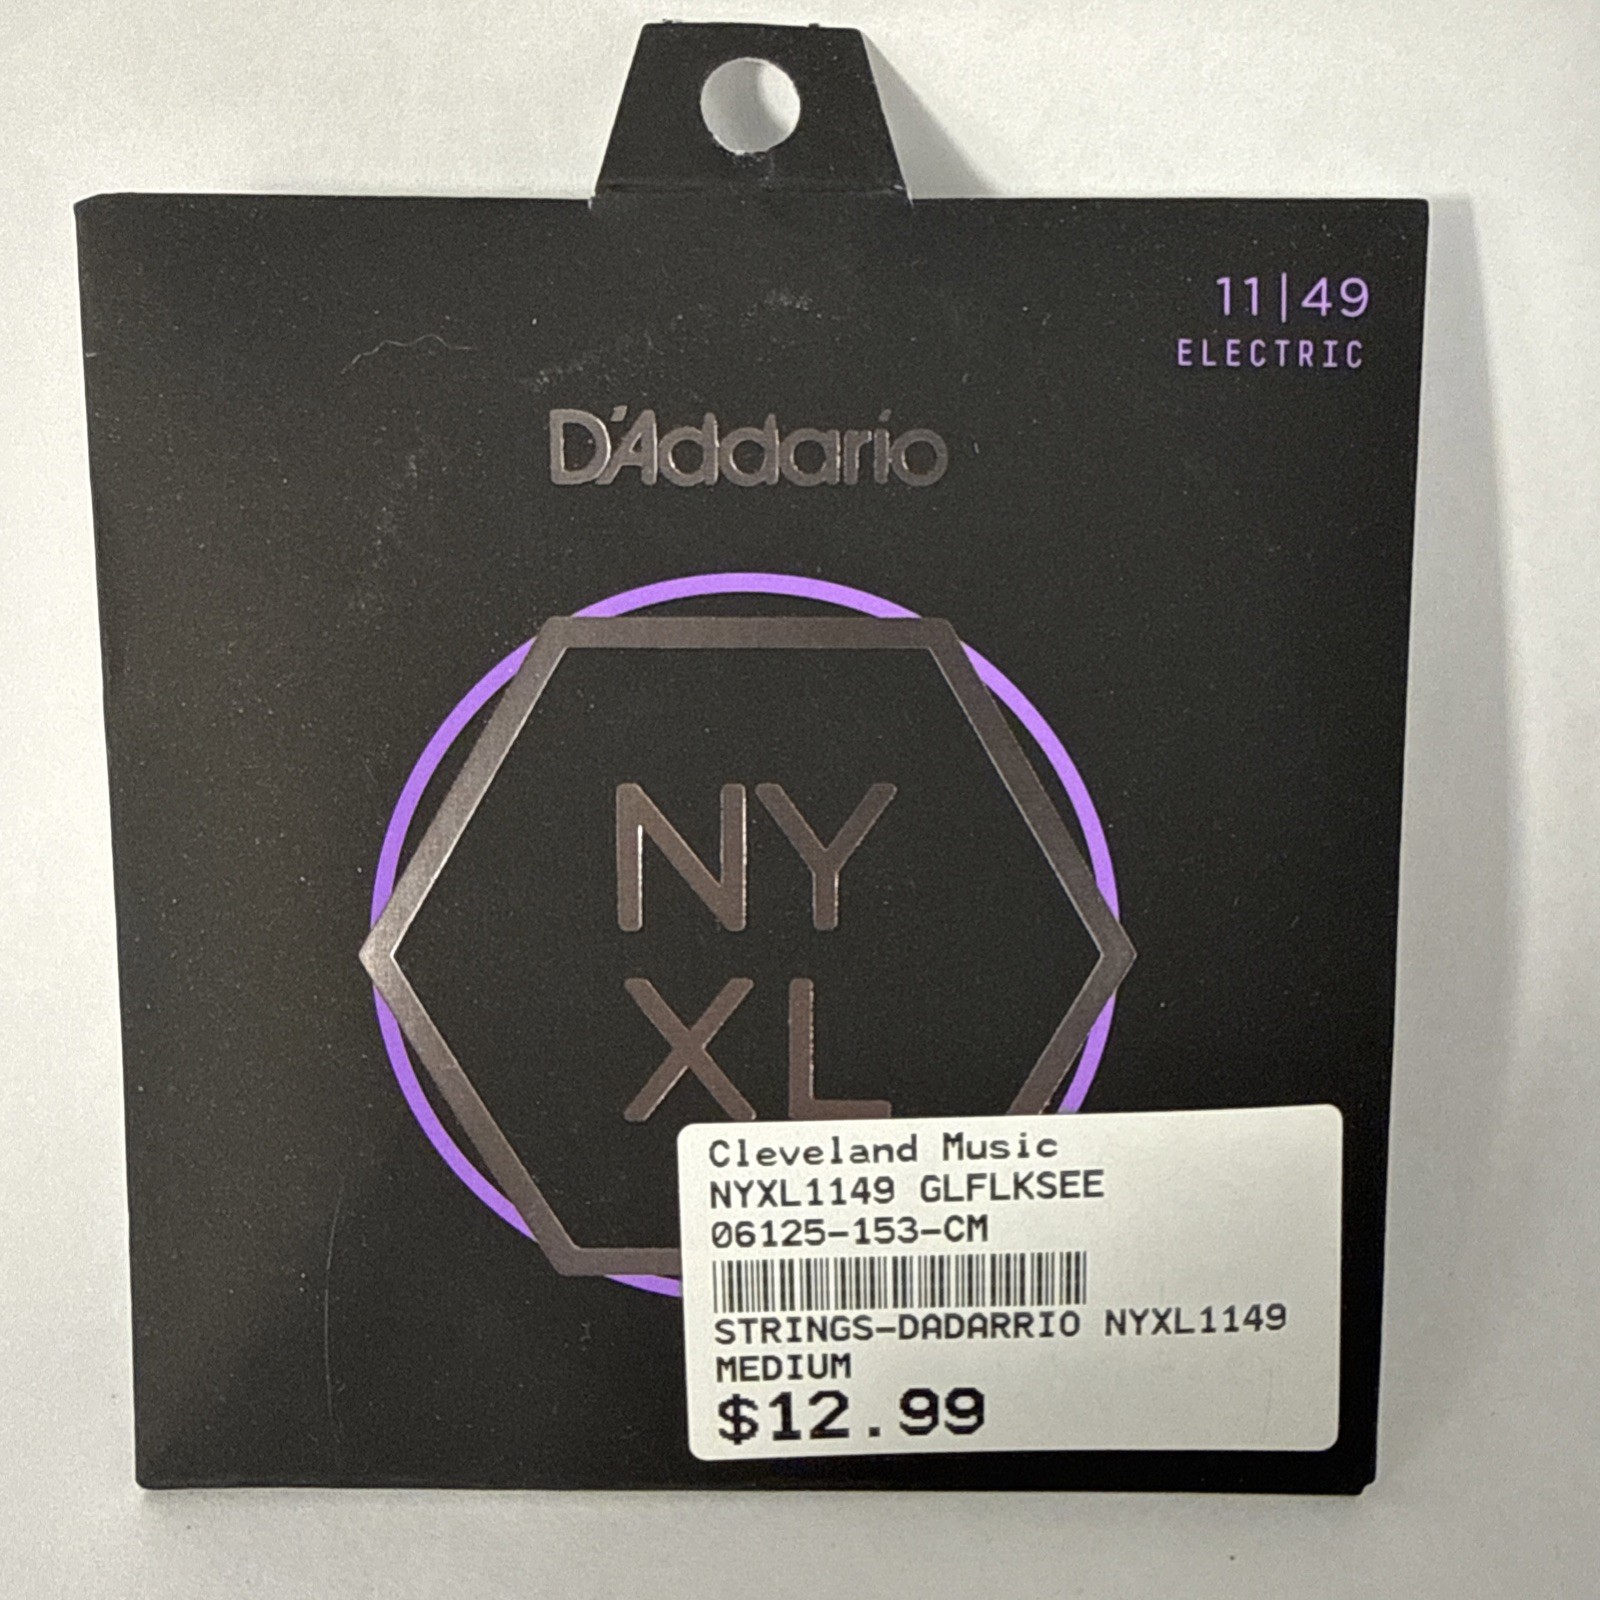 11|49
ELECTRIC
D'Addario
NY
XL
Cleveland Music
NYXL1149 GLFLKSEE
06125-153-CM
STRINGS-DADARRIO NYXL1149
MEDIUM
$12.99